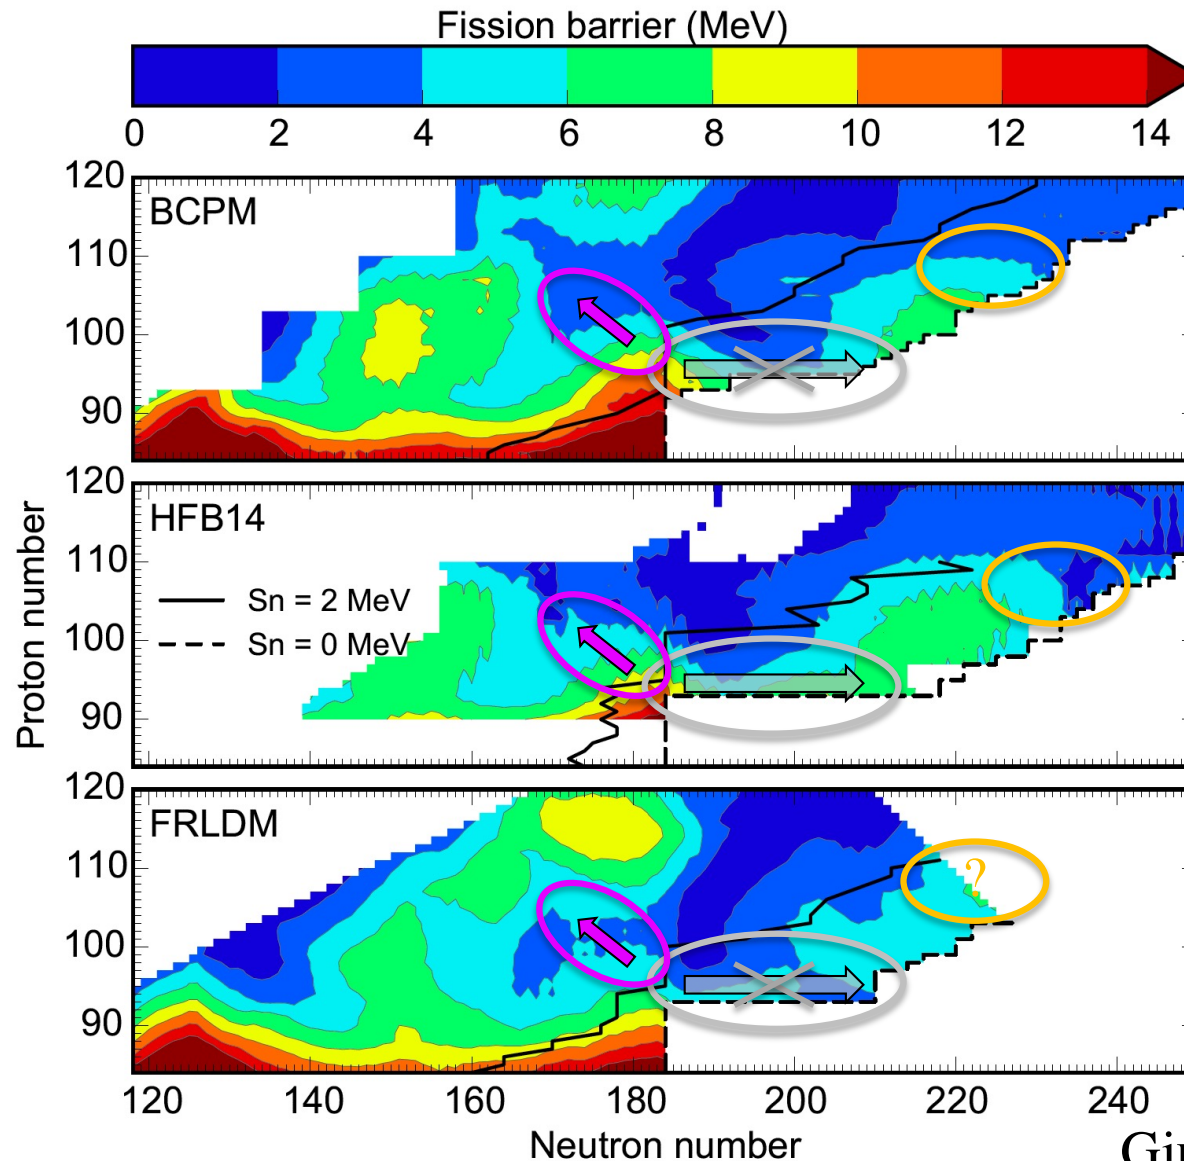 Fission barrier (MeV)
0 2 4 6 8 10 12 14
120
BCPM
110
100
90
120
HFB14
110
Sn = 2 MeV
100
Sn = 0 MeV
90
Proton number
120
FRLDM
110
?
100
90
120 140 160 180 200 220 240
Neutron number